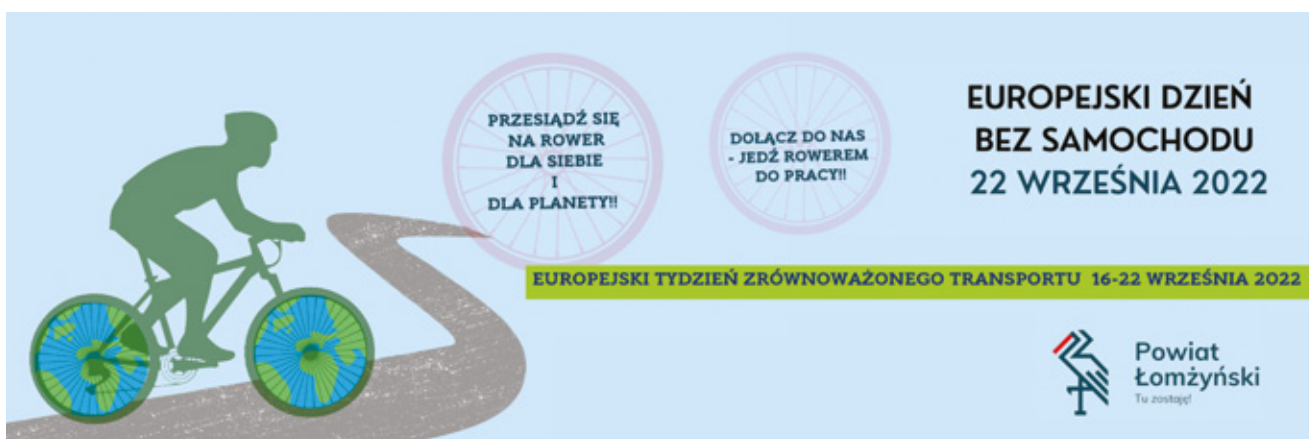 PRZESIĄDŹ SIĘ
NA ROWER
DLA SIEBIE
I
DLA PLANETY!!
DOŁĄCZ DO NAS
- JEDŹ ROWEREM
DO PRACY!!
EUROPEJSKI DZIEŃ
BEZ SAMOCHODU
22 WRZEŚNIA 2022
EUROPEJSKI TYDZIEŃ ZRÓWNOWAŻONEGO TRANSPORTU 16-22 WRZEŚNIA 2022
Powiat
Łomżyński
Tu zostaję!